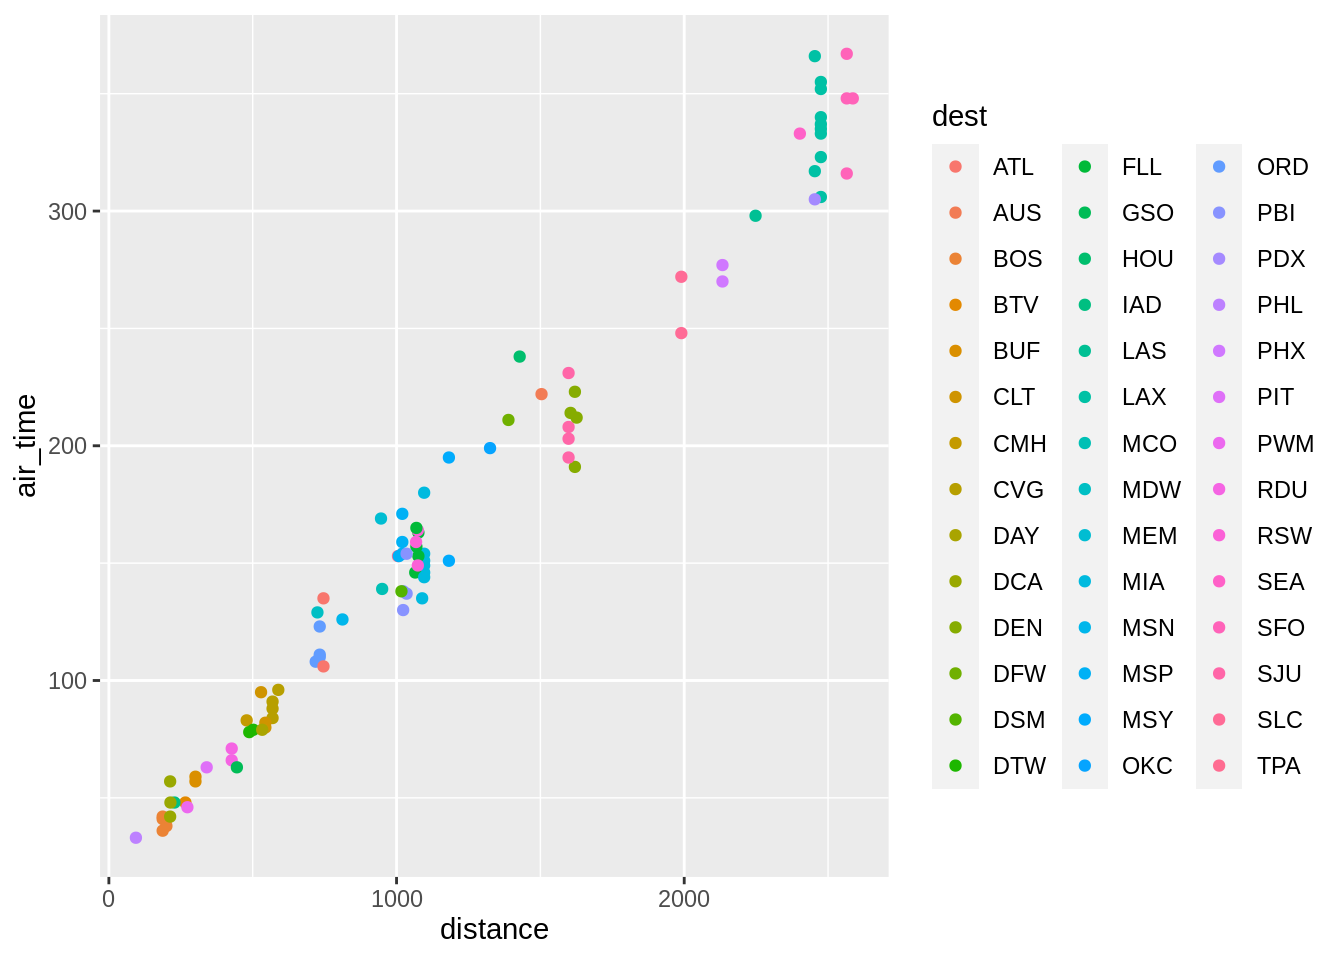 300
200
100
0
1000
2000
distance
air_time
dest
ATL
AUS
BOS
BTV
BUF
CLT
CMH
CVG
DAY
DCA
DEN
DFW
DSM
DTW
FLL
GSO
HOU
IAD
LAS
LAX
MCO
MDW
MEM
MIA
MSN
MSP
MSY
OKC
ORD
PBI
PDX
PHL
PHX
PIT
PWM
RDU
RSW
SEA
SFO
SJU
SLC
TPA